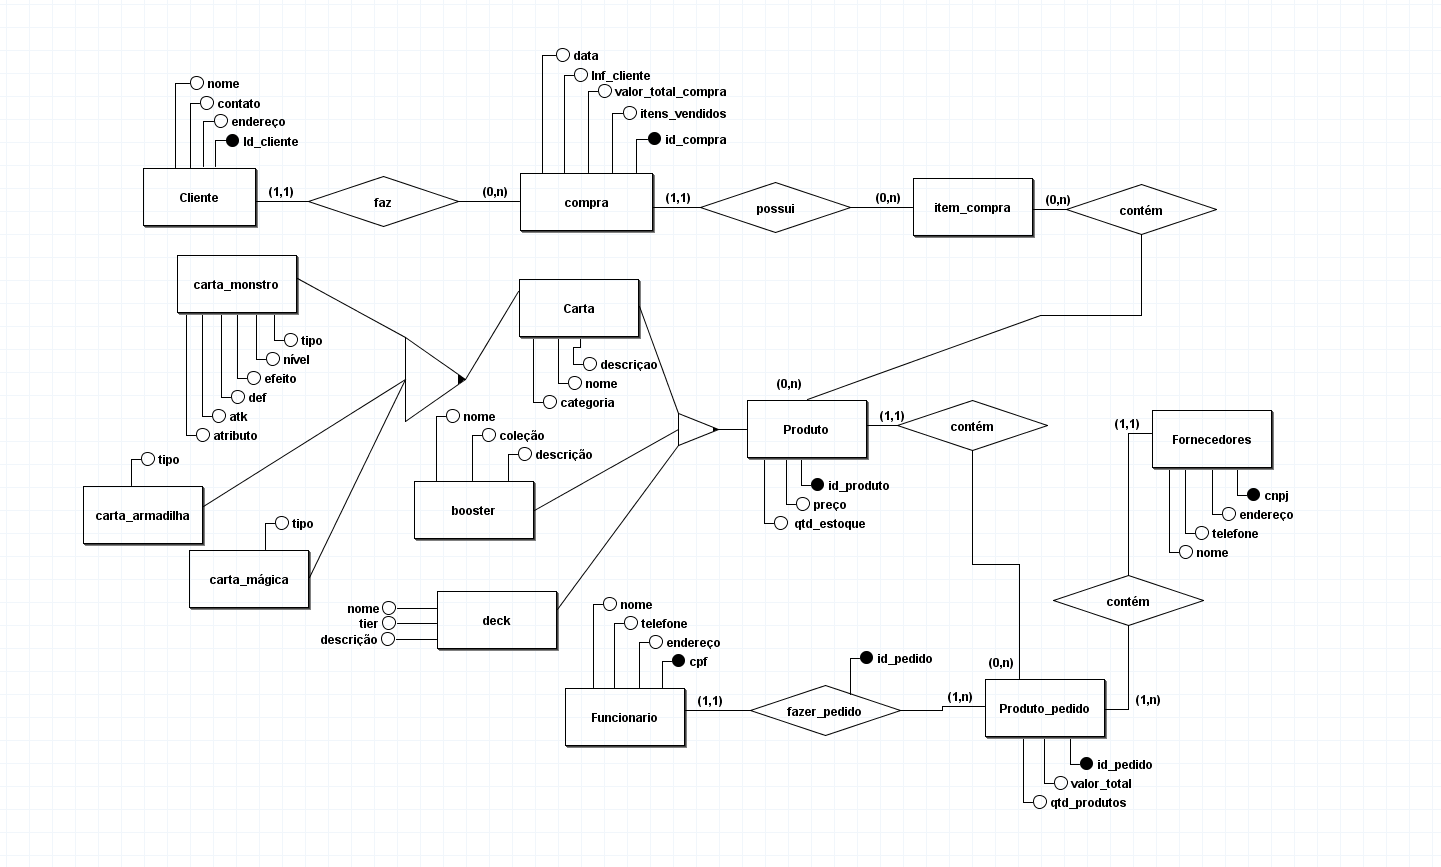 data
Inf_cliente
valor_total_compra
itens_vendidos
id_compra
nome
contato
endereço
Id_cliente
Cliente
(1,1)
faz
(0,n)
compra
(1,1)
possui
(0,n)
item_compra
(0,n)
contém
carta_monstro
tipo
nível
efeito
def
atk
atributo
Carta
descriçao
nome
categoria
(0,n)
Produto
(1,1)
contém
id_produto
preço
qtd_estoque
(1,1)
Fornecedores
cnpj
endereço
telefone
nome
nome
coleção
descrição
booster
tipo
carta_armadilha
tipo
carta_mágica
nome
tier
descrição
deck
contém
nome
telefone
endereço
cpf
Funcionario
(1,1)
fazer_pedido
id_pedido
(1,n)
(0,n)
Produto_pedido
(1,n)
id_pedido
valor_total
qtd_produtos